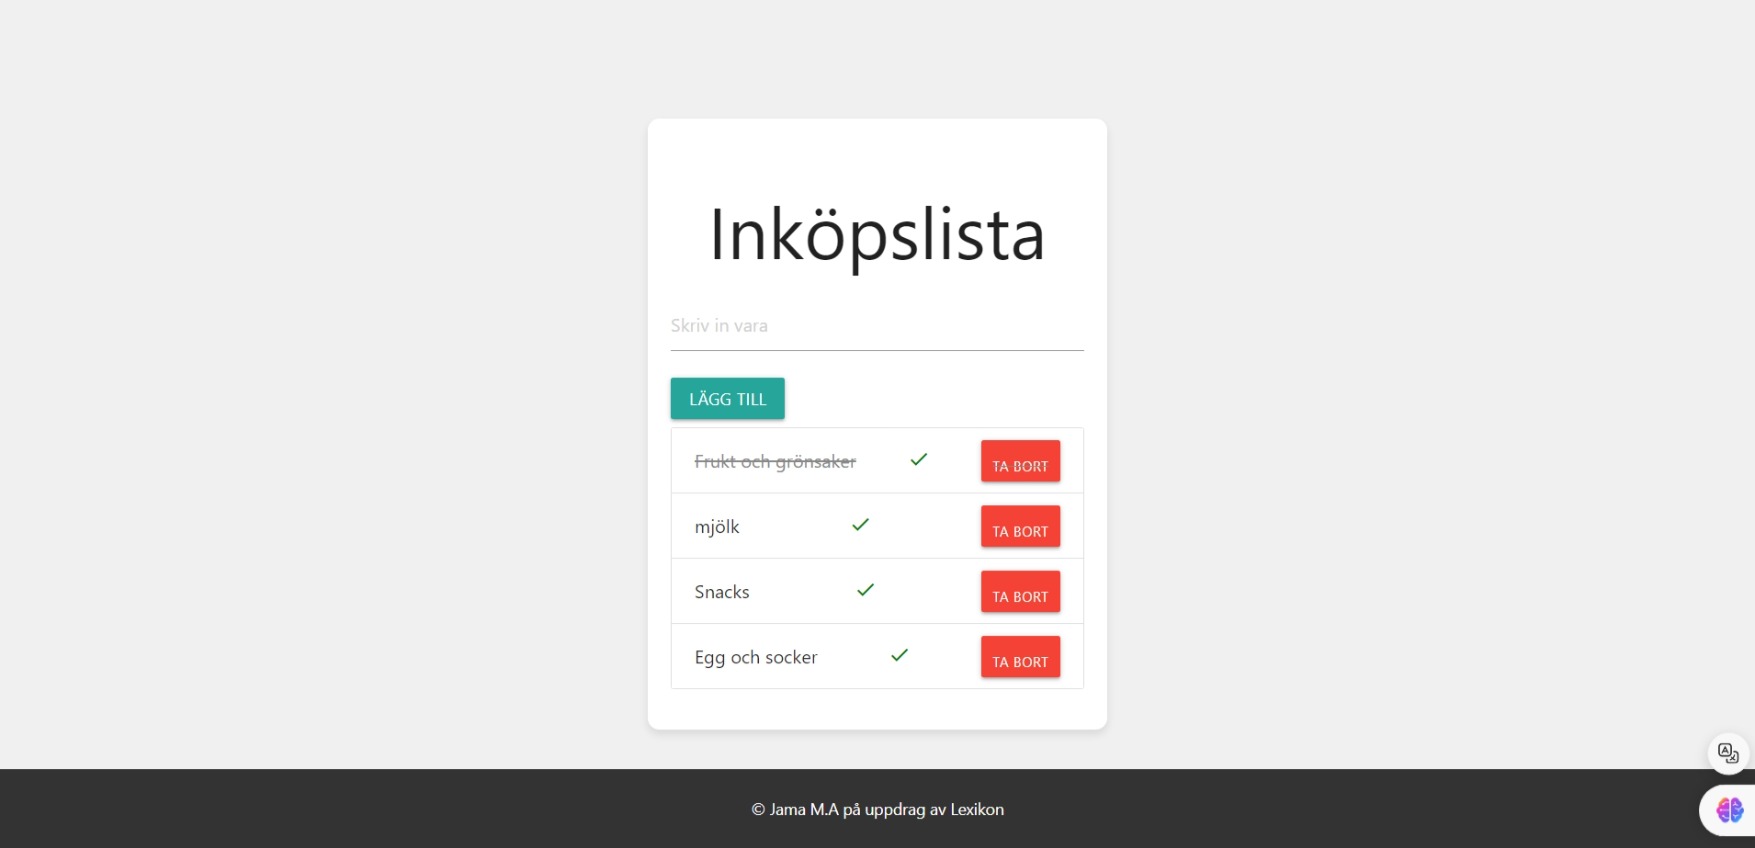 Inköpslista
Skriv in vara
LÄGG TILL
Frukt och grönsaker TA BORT
mjölk TA BORT
Snacks TA BORT
Egg och socker TA BORT
© Jama M.A på uppdrag av Lexikon